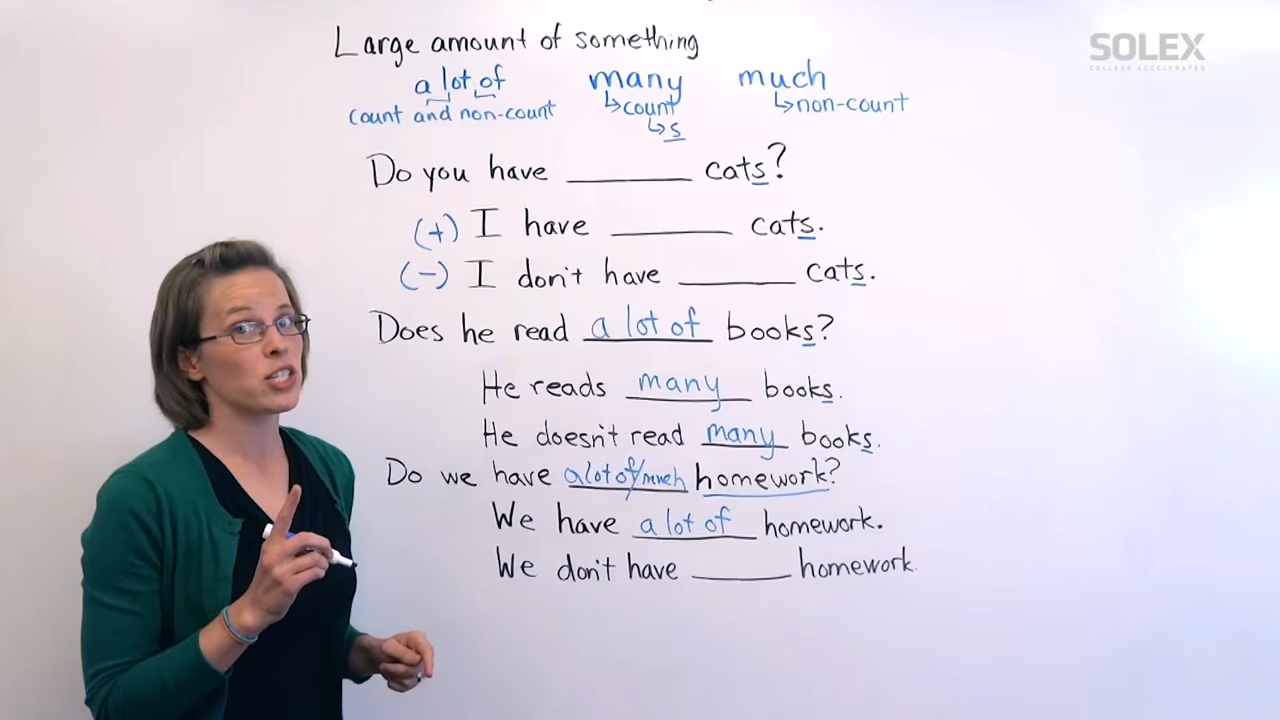 Large amount of something
SOLEX
COLLEGE ACCELERATED
a lot of many much
count and non-count ↳count ↳non-count
↳s
Do you have ______ cats?
(+) I have ______ cats.
(-) I don't have ______ cats.
Does he read a lot of books?
He reads many books.
He doesn't read many books.
Do we have a lot of/much homework?
We have a lot of homework.
We don't have ______ homework.